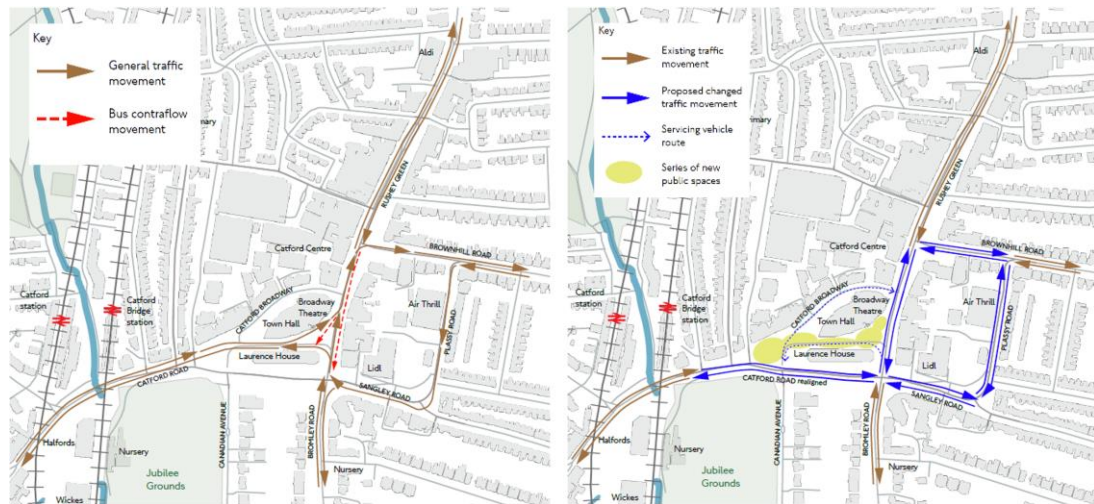 Key
General traffic
movement
Bus contraflow
movement
Aldi
RUSHEY GREEN
Catford Centre
BROWNHILL ROAD
Catford
station
Catford
Bridge
station
CATFORD BROADWAY
Broadway
Theatre
Town Hall
Air Thrill
PLASSY ROAD
Laurence House
Lidl
CATFORD ROAD
SANGLEY ROAD
Halfords
Nursery
CANADIAN AVENUE
BROMLEY ROAD
Jubilee
Grounds
Nursery
Wickes
Key
Existing traffic
movement
Proposed changed
traffic movement
Servicing vehicle
route
Series of new
public spaces
Aldi
RUSHEY GREEN
Catford Centre
BROWNHILL ROAD
Catford
station
Catford
Bridge
station
CATFORD BROADWAY
Broadway
Theatre
Town Hall
Air Thrill
PLASSY ROAD
Laurence House
Lidl
CATFORD ROAD realigned
SANGLEY ROAD
Halfords
Nursery
CANADIAN AVENUE
BROMLEY ROAD
Jubilee
Grounds
Nursery
Wickes